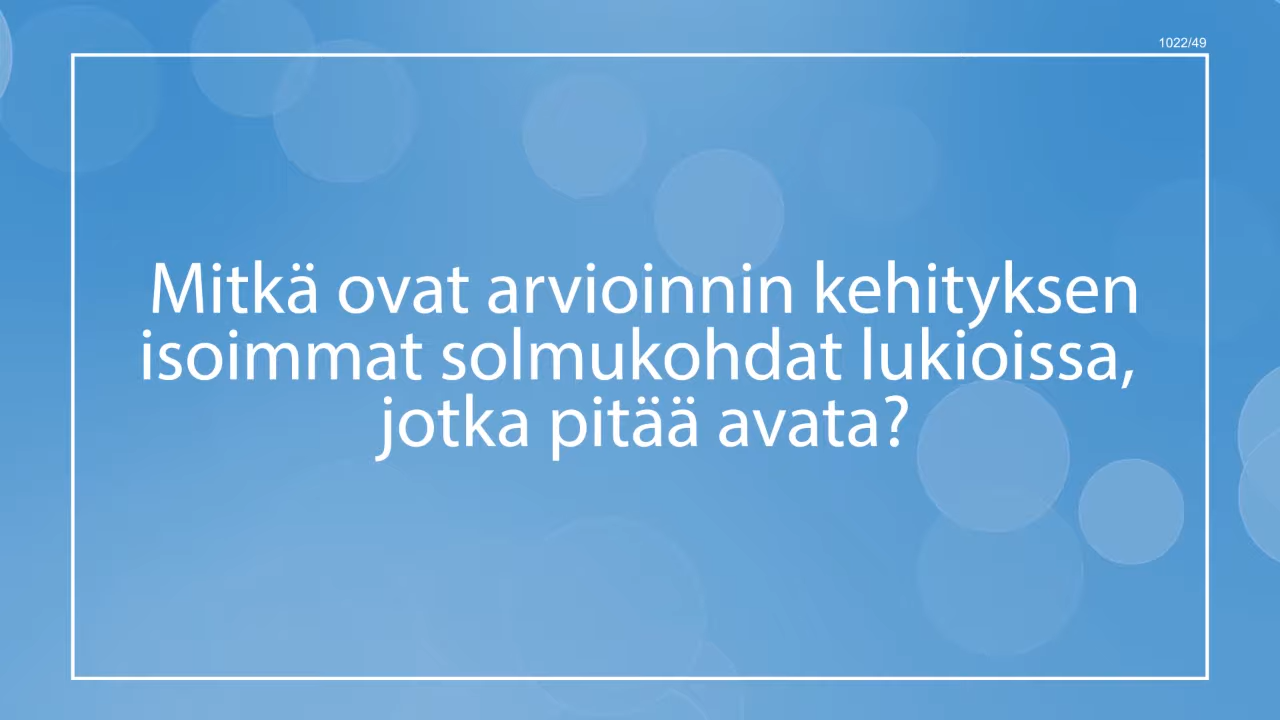 1022/49
Mitkä ovat arvioinnin kehityksen
isoimmat solmukohdat lukioissa,
jotka pitää avata?